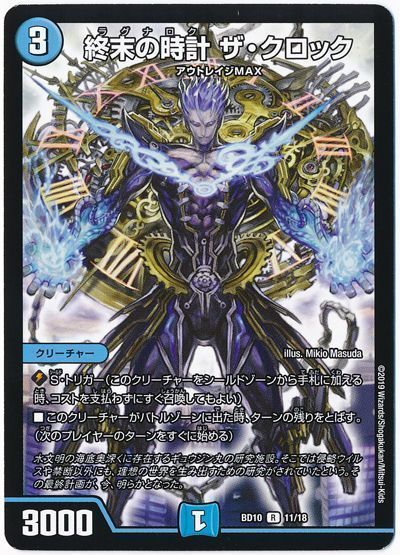 3
ラグナロク
終末の時計 ザ・クロック
アウトレイジMAX
クリーチャー
illus. Mikio Masuda
S・トリガー(このクリーチャーをシールドゾーンから手札に加える
時、コストを支払わずにすぐ召喚してもよい)
■このクリーチャーがバトルゾーンに出た時、ターンの残りをとばす。
(次のプレイヤーのターンをすぐに始める)
水文明の海底奥深くに存在するギュウジン丸の研究施設。そこでは侵略ウイル
スや禁断以外にも、理想の世界を生み出すための研究がされていたという。そ
の最終計画が、今、明らかとなった。
©2019 Wizards/Shogakukan/Mitsui-Kids
3000
BD10 R 11/18